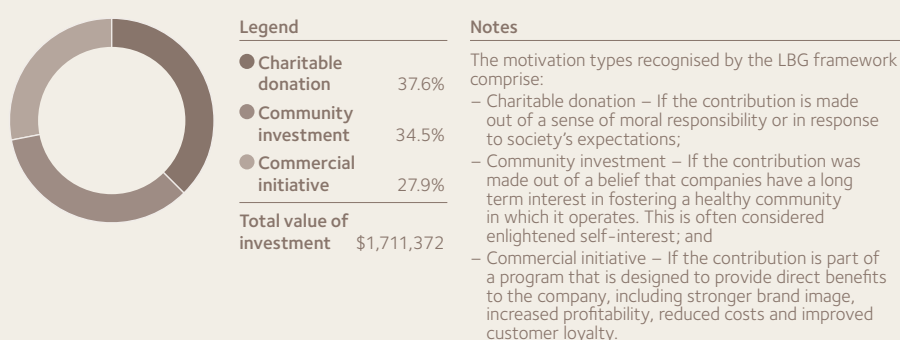 Legend
Charitable
donation 37.6%
Community
investment 34.5%
Commercial
initiative 27.9%
Total value of
investment $1,711,372
Notes
The motivation types recognised by the LBG framework
comprise:
– Charitable donation – If the contribution is made
out of a sense of moral responsibility or in response
to society's expectations;
– Community investment – If the contribution was
made out of a belief that companies have a long
term interest in fostering a healthy community
in which it operates. This is often considered
enlightened self-interest; and
– Commercial initiative – If the contribution is part of
a program that is designed to provide direct benefits
to the company, including stronger brand image,
increased profitability, reduced costs and improved
customer loyalty.